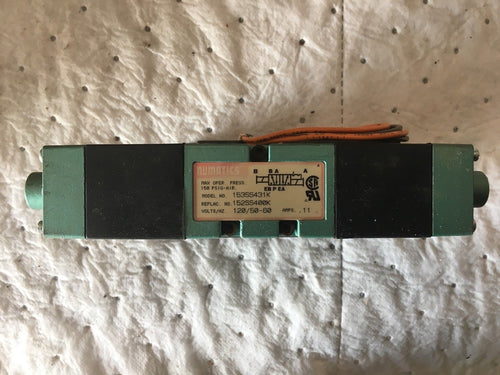 numatics
B BA A
EB P EA
MAX OPER. PRESS.
150 PSIG-AIR
MODEL NO. 153SS431K
REPLAC. NO. 152SS400K
VOLTS/HZ. 120/50-60 AMPS. .11